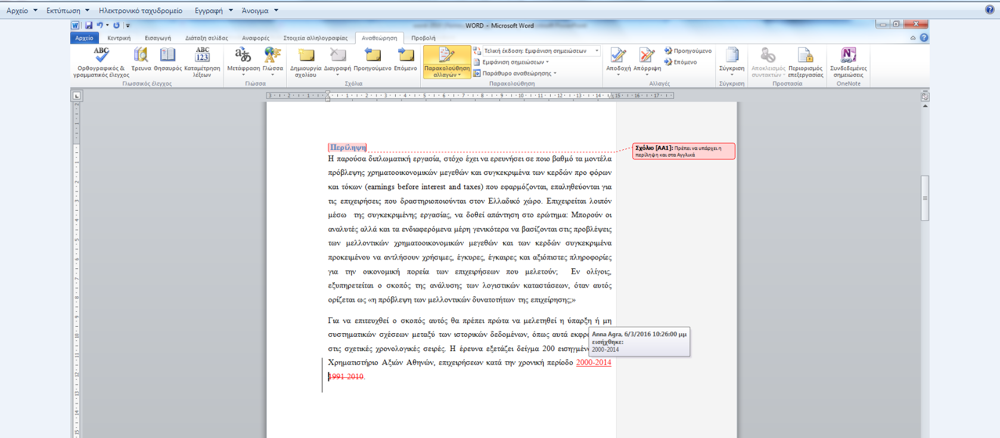 Αρχείο Εκτύπωση Ηλεκτρονικό ταχυδρομείο Εγγραφή Άνοιγμα
WORD - Microsoft Word
Αρχείο Κεντρική Εισαγωγή Διάταξη σελίδας Αναφορές Στοιχεία αλληλογραφίας Αναθεώρηση Προβολή
Ορθογραφικός & γραμματικός έλεγχος
Έρευνα
Θησαυρός
Καταμέτρηση λέξεων
Γλωσσικός έλεγχος
Μετάφραση
Γλώσσα
Γλώσσα
Δημιουργία σχολίου
Διαγραφή
Προηγούμενο
Επόμενο
Σχόλια
Παρακολούθηση αλλαγών
Τελική έκδοση: Εμφάνιση σημειώσεων
Εμφάνιση σημειώσεων
Παράθυρο αναθεώρησης
Παρακολούθηση
Αποδοχή
Απόρριψη
Προηγούμενο
Επόμενο
Αλλαγές
Σύγκριση
Σύγκριση
Αποκλεισμός συντακτών
Περιορισμός επεξεργασίας
Προστασία
Συνδεδεμένες σημειώσεις
OneNote
Περίληψη
Η παρούσα διπλωματική εργασία, στόχο έχει να ερευνήσει σε ποιο βαθμό τα μοντέλα
πρόβλεψης χρηματοοικονομικών μεγεθών και συγκεκριμένα των κερδών προ φόρων
και τόκων (earnings before interest and taxes) που εφαρμόζονται, επαληθεύονται για
τις επιχειρήσεις που δραστηριοποιούνται στον Ελλαδικό χώρο. Επιχειρείται λοιπόν
μέσω της συγκεκριμένης εργασίας, να δοθεί απάντηση στο ερώτημα: Μπορούν οι
αναλυτές αλλά και τα ενδιαφερόμενα μέρη γενικότερα να βασίζονται στις προβλέψεις
των μελλοντικών χρηματοοικονομικών μεγεθών και των κερδών συγκεκριμένα
προκειμένου να αντλήσουν χρήσιμες, έγκυρες, έγκαιρες και αξιόπιστες πληροφορίες
για την οικονομική πορεία των επιχειρήσεων που μελετούν; Εν ολίγοις,
εξυπηρετείται ο σκοπός της ανάλυσης των λογιστικών καταστάσεων, όταν αυτός
ορίζεται ως «η πρόβλεψη των μελλοντικών δυνατοτήτων της επιχείρησης;»
Για να επιτευχθεί ο σκοπός αυτός θα πρέπει πρώτα να μελετηθεί η ύπαρξη ή μη
συστηματικών σχέσεων μεταξύ των ιστορικών δεδομένων, όπως αυτά εκφρ
στις σχετικές χρονολογικές σειρές. Η έρευνα εξετάζει δείγμα 200 εισηγμέν
Χρηματιστήριο Αξιών Αθηνών, επιχειρήσεων κατά την χρονική περίοδο 2000-2014
1991-2010.
Σχόλιο [AA1]: Πρέπει να υπάρχει η
περίληψη και στα Αγγλικά
Anna Agra, 6/3/2016 10:26:00 μμ
εισήχθηκε:
2000-2014